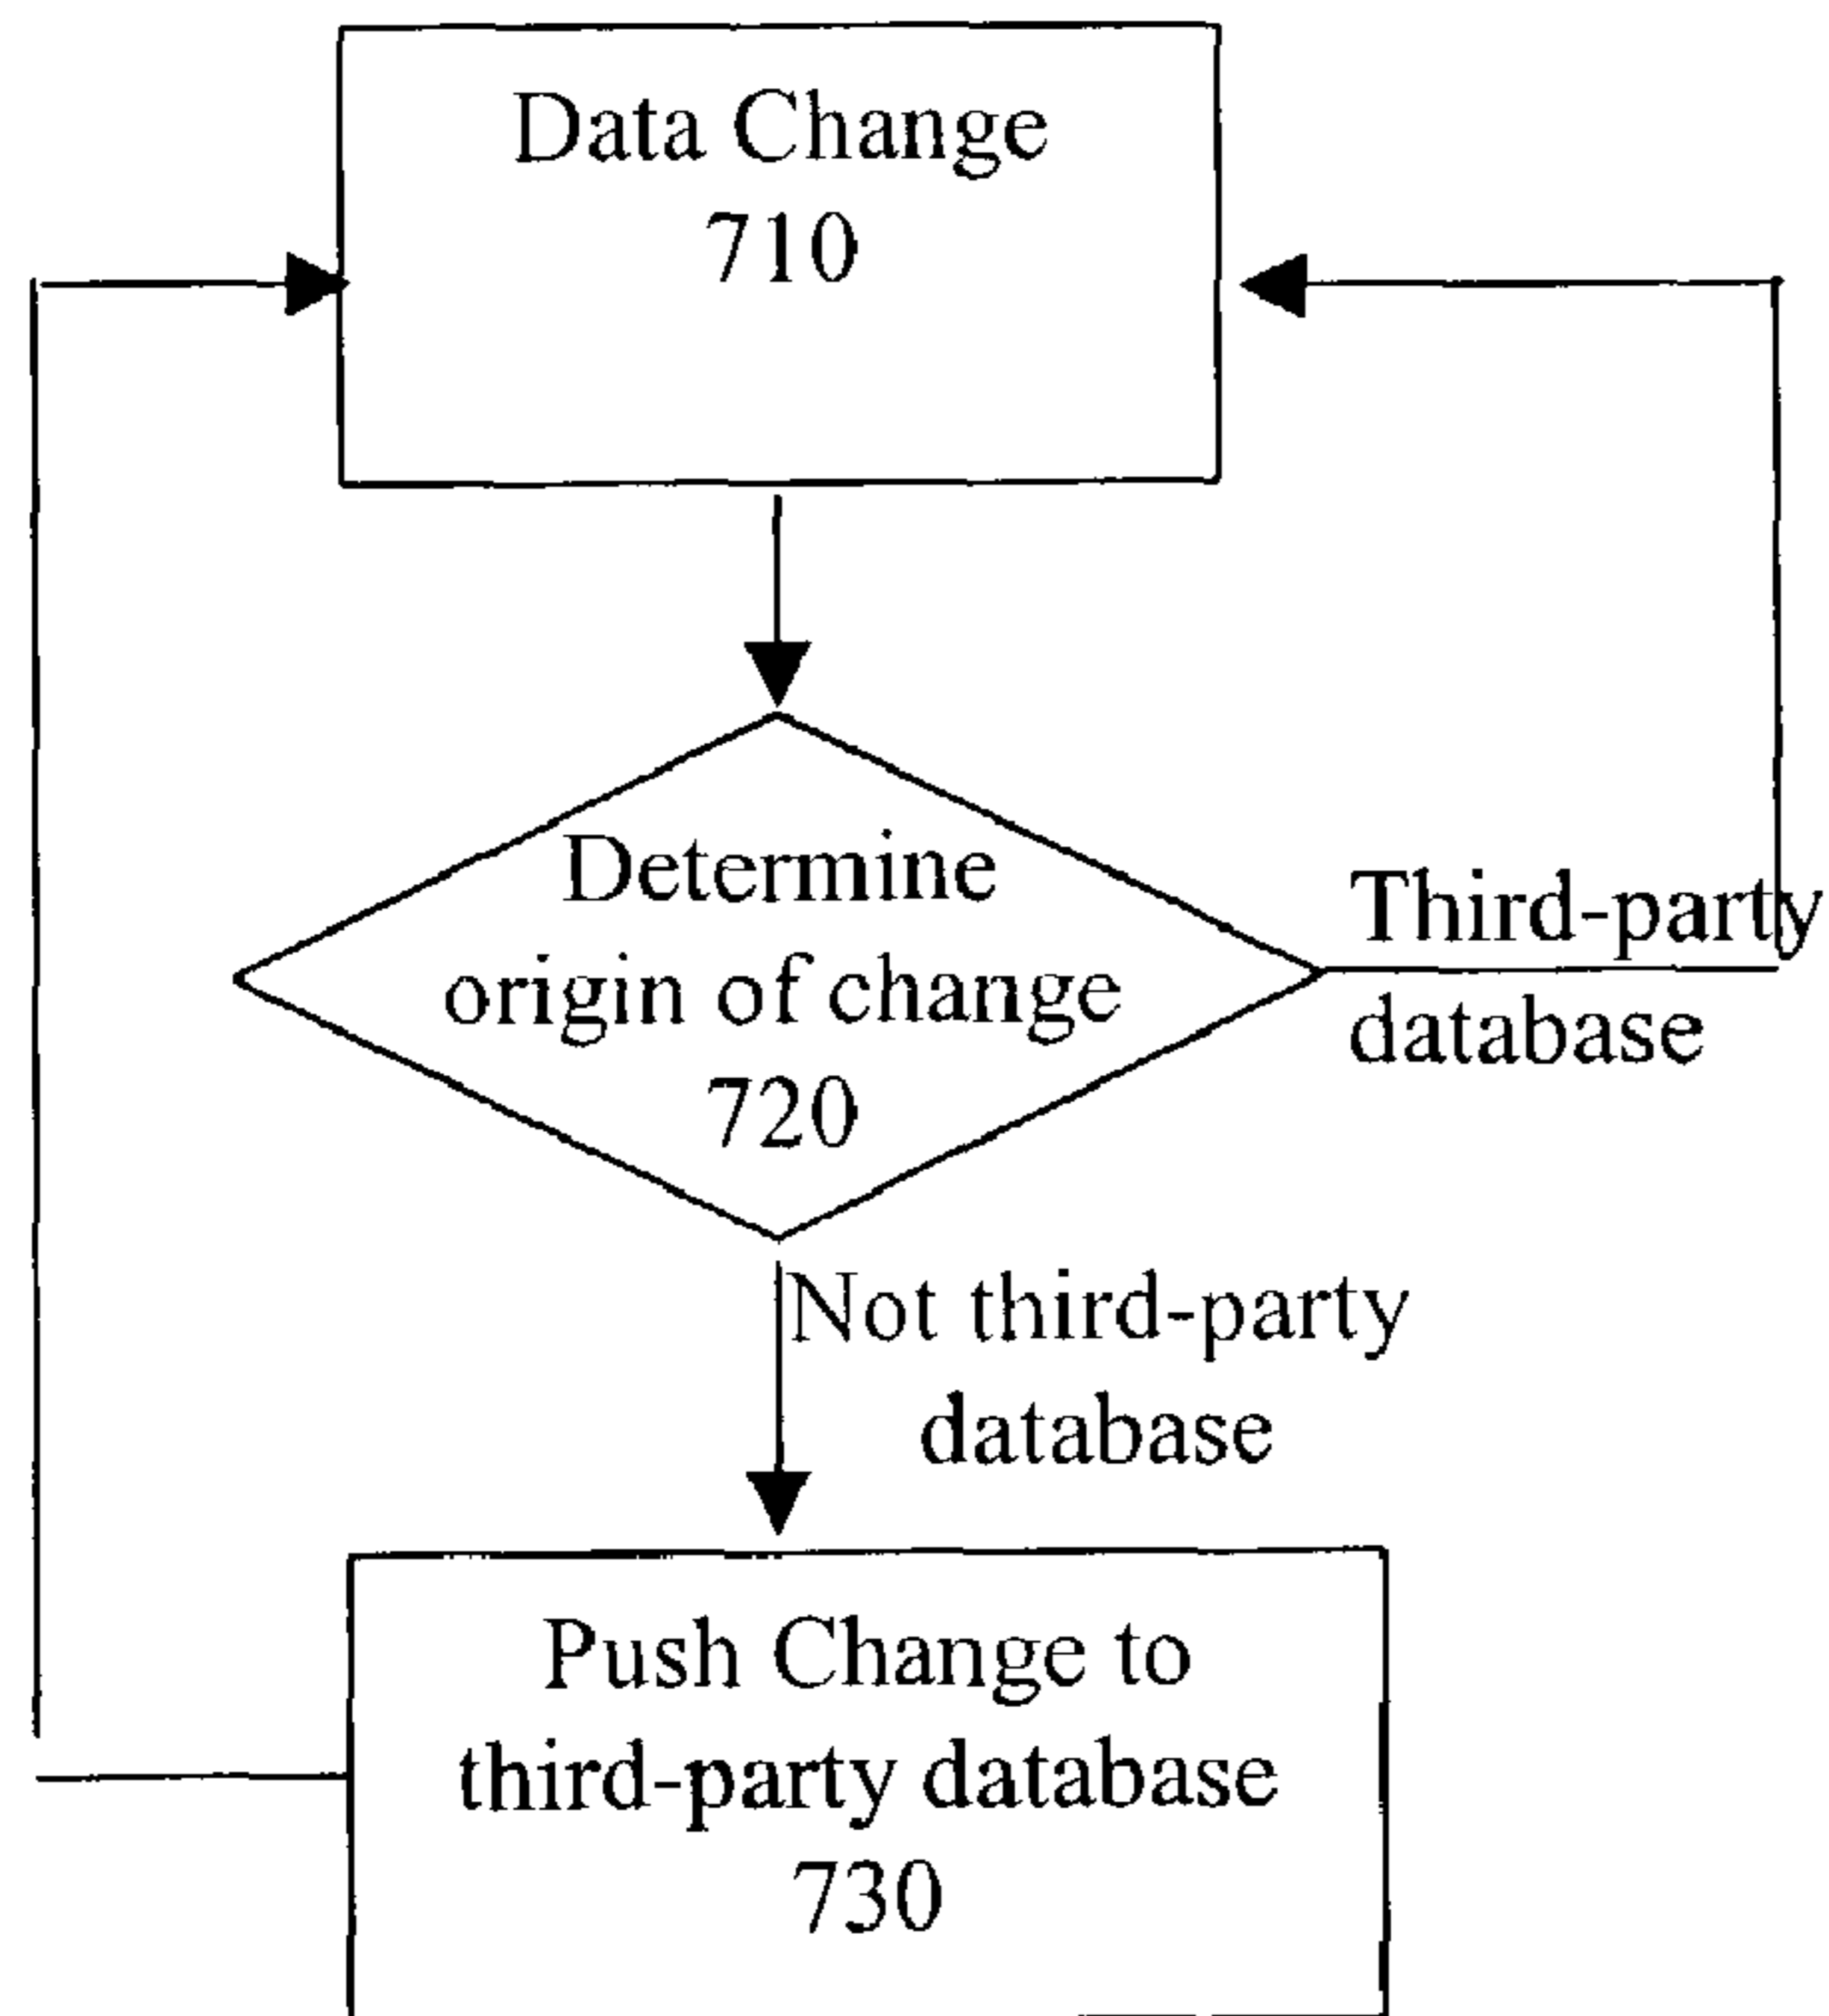 Data Change
710
Determine
origin of change
720
Third-party
database
Not third-party
database
Push Change to
third-party database
730